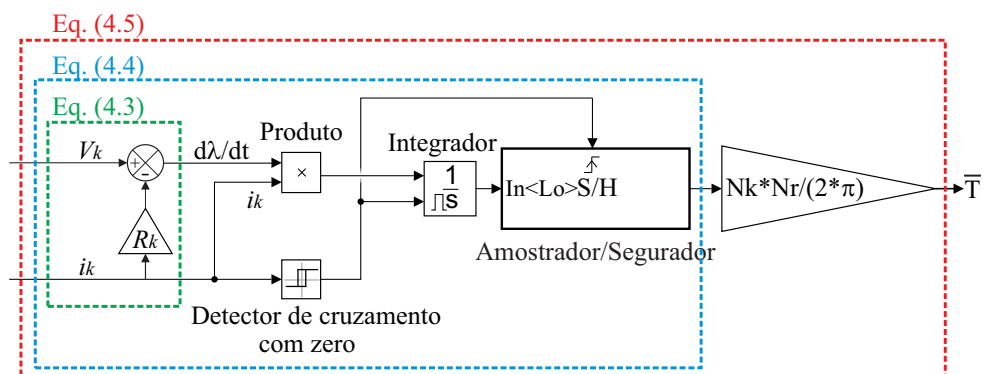 Eq. (4.5)
Eq. (4.4)
Eq. (4.3)
Vk
+
-
dλ/dt
Produto
×
ik
Integrador
1
s
In<Lo>S/H
Amostrador/Segurador
Nk*Nr/(2*π)
T̅
Rk
ik
Detector de cruzamento
com zero